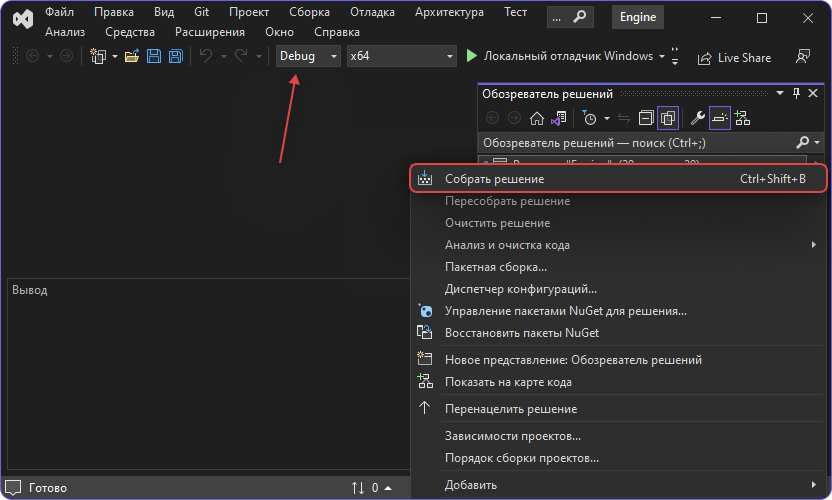 Файл Правка Вид Git Проект Сборка Отладка Архитектура Тест ... Engine
Анализ Средства Расширения Окно Справка
Debug x64 Локальный отладчик Windows Live Share
Обозреватель решений
Обозреватель решений — поиск (Ctrl+;)
Собрать решение Ctrl+Shift+B
Пересобрать решение
Очистить решение
Анализ и очистка кода
Пакетная сборка...
Диспетчер конфигураций...
Управление пакетами NuGet для решения...
Восстановить пакеты NuGet
Новое представление: Обозреватель решений
Показать на карте кода
Перенацелить решение
Зависимости проектов...
Порядок сборки проектов...
Добавить
Вывод
Готово 0